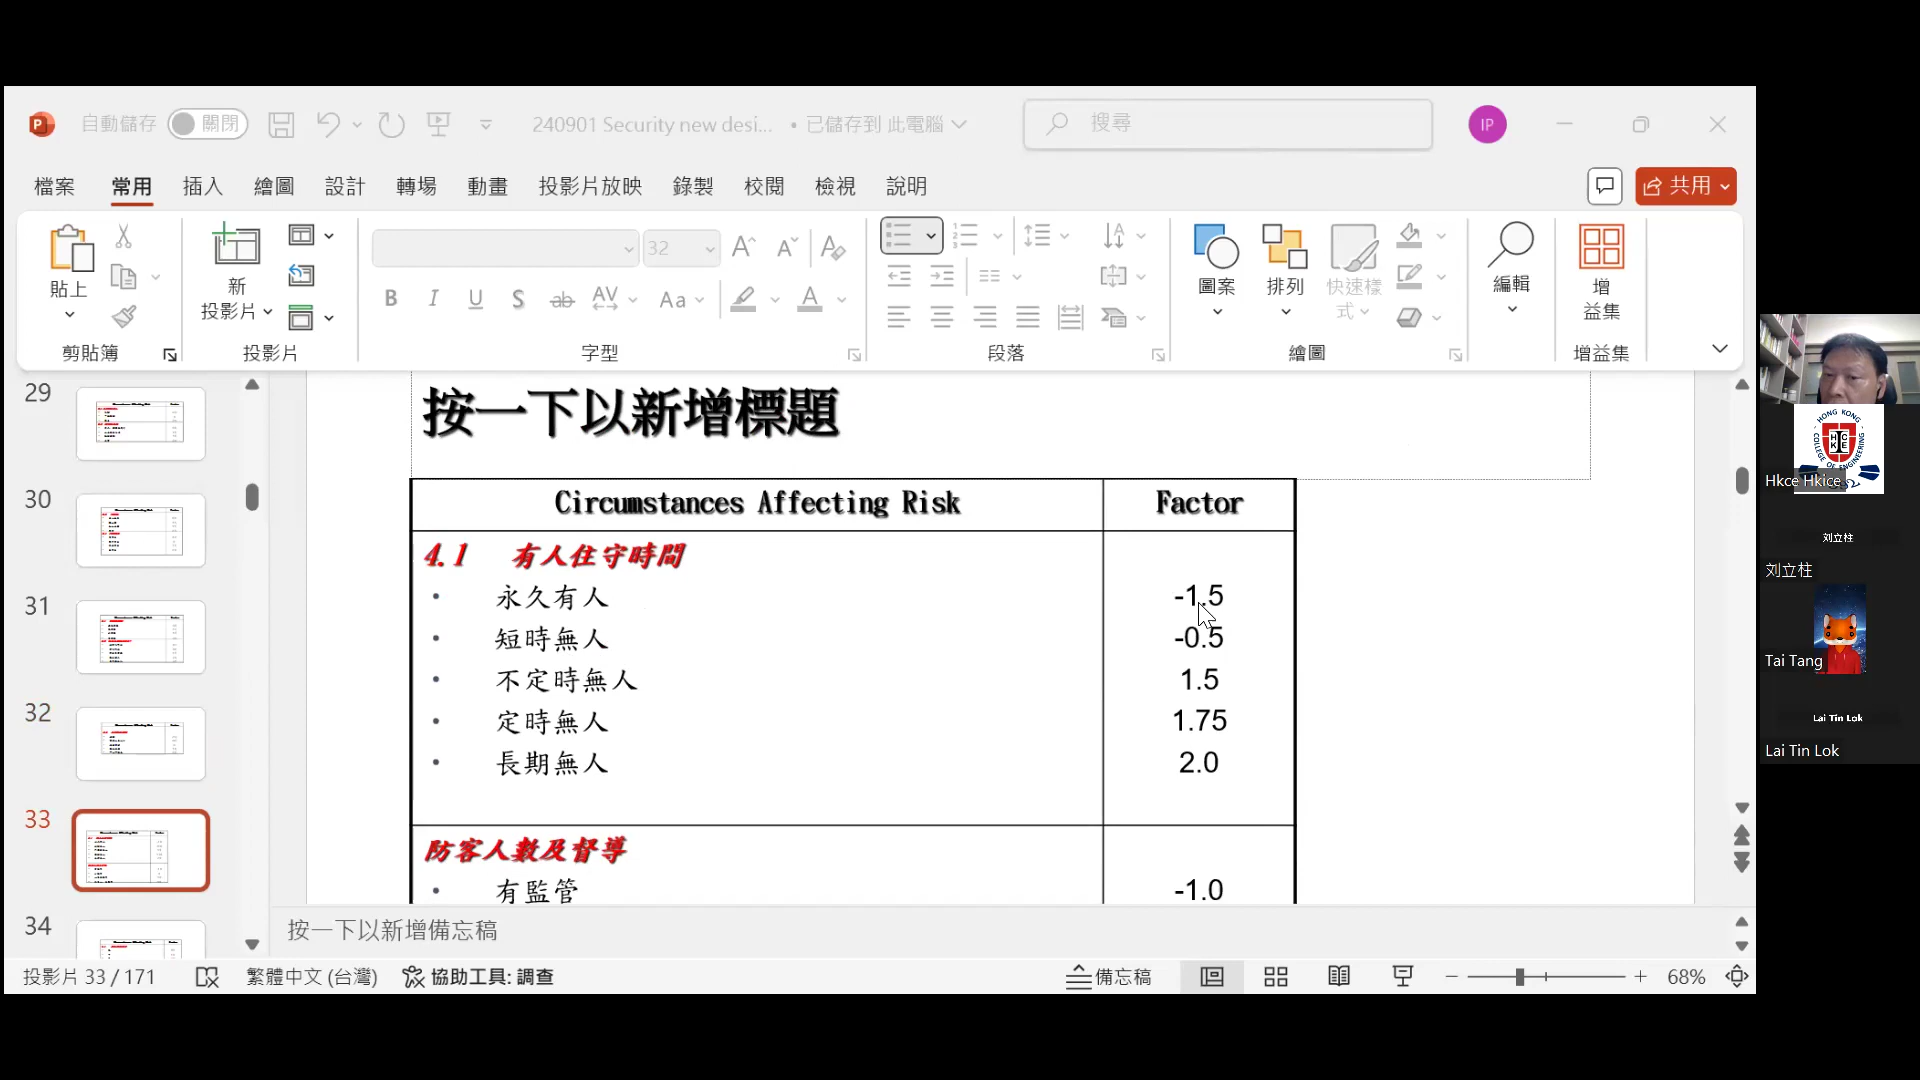 自動儲存
關閉
240901 Security new desi... • 已儲存到 此電腦
搜尋
IP
檔案 常用 插入 繪圖 設計 轉場 動畫 投影片放映 錄製 校閱 檢視 說明
共用
貼上
新
投影片
32
B I U S ab AV Aa A
圖案
排列
快速樣
式
編輯
增
益集
剪貼簿 投影片 字型 段落 繪圖 增益集
29
30
31
32
33
34
按一下以新增標題
Circumstances Affecting Risk Factor
4.1 有人住守時間
• 永久有人 -1.5
• 短時無人 -0.5
• 不定時無人 1.5
• 定時無人 1.75
• 長期無人 2.0
防客人數及督導
• 有監管 -1.0
按一下以新增備忘稿
投影片 33 / 171 繁體中文 (台灣) 協助工具: 調查 備忘稿 68%
HONG KONG
COLLEGE OF ENGINEERING
Hkce Hkice
刘立柱
刘立柱
Tai Tang
Lai Tin Lok
Lai Tin Lok